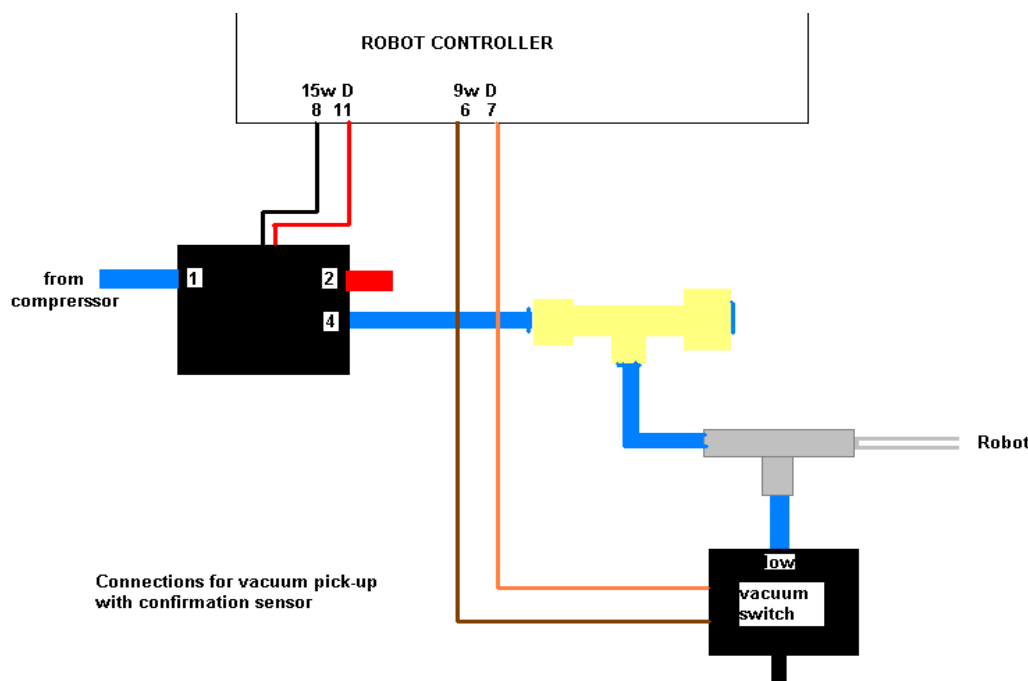 ROBOT CONTROLLER
15w D
8 11
9w D
6 7
from
comprerssor
1
2
4
Robot
low
vacuum
switch
Connections for vacuum pick-up
with confirmation sensor